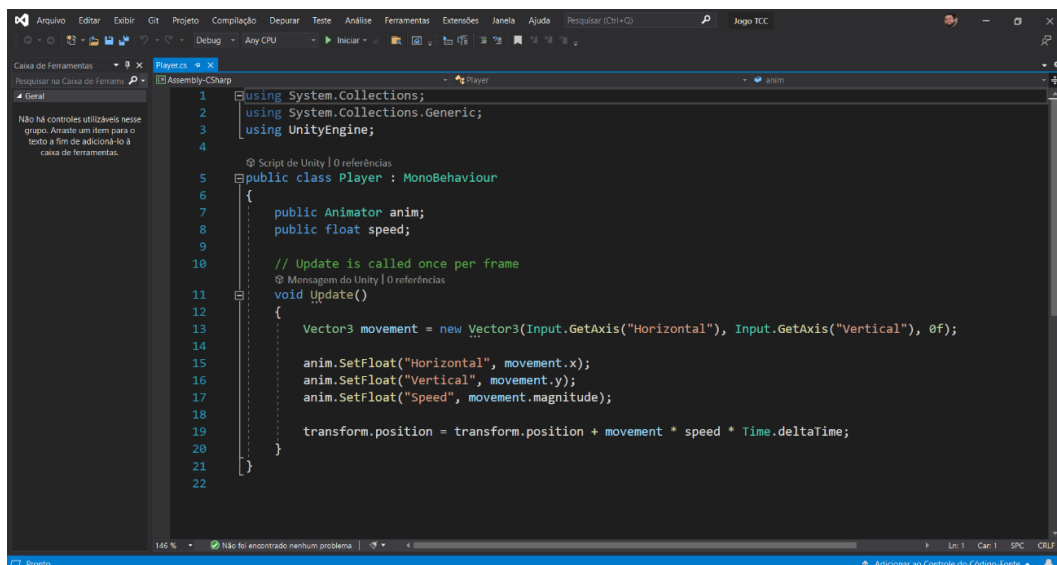 Arquivo Editar Exibir Git Projeto Compilação Depurar Teste Análise Ferramentas Extensões Janela Ajuda Pesquisar (Ctrl+Q) Jogo TCC
Debug Any CPU Iniciar
Caixa de Ferramentas Player.cs
Pesquisar na Caixa de Ferrame Assembly-CSharp Player anim
Geral
Não há controles utilizáveis nesse
grupo. Arraste um item para o
texto a fim de adicioná-lo à
caixa de ferramentas.
1 using System.Collections;
2 using System.Collections.Generic;
3 using UnityEngine;
4
Script de Unity | 0 referências
5 public class Player : MonoBehaviour
6 {
7 public Animator anim;
8 public float speed;
9
10 // Update is called once per frame
Mensagem do Unity | 0 referências
11 void Update()
12 {
13 Vector3 movement = new Vector3(Input.GetAxis("Horizontal"), Input.GetAxis("Vertical"), 0f);
14
15 anim.SetFloat("Horizontal", movement.x);
16 anim.SetFloat("Vertical", movement.y);
17 anim.SetFloat("Speed", movement.magnitude);
18
19 transform.position = transform.position + movement * speed * Time.deltaTime;
20 }
21 }
22
146 % Não foi encontrado nenhum problema Ln: 1 Car: 1 SPC CRLF
Pronto Adicionar ao Controle do Código-Fonte